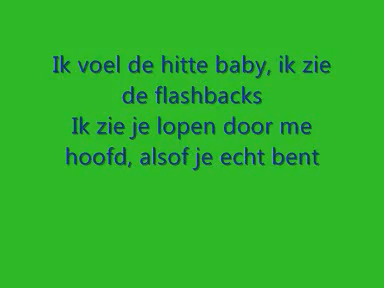 Ik voel de hitte baby, ik zie
de flashbacks
Ik zie je lopen door me
hoofd, alsof je echt bent